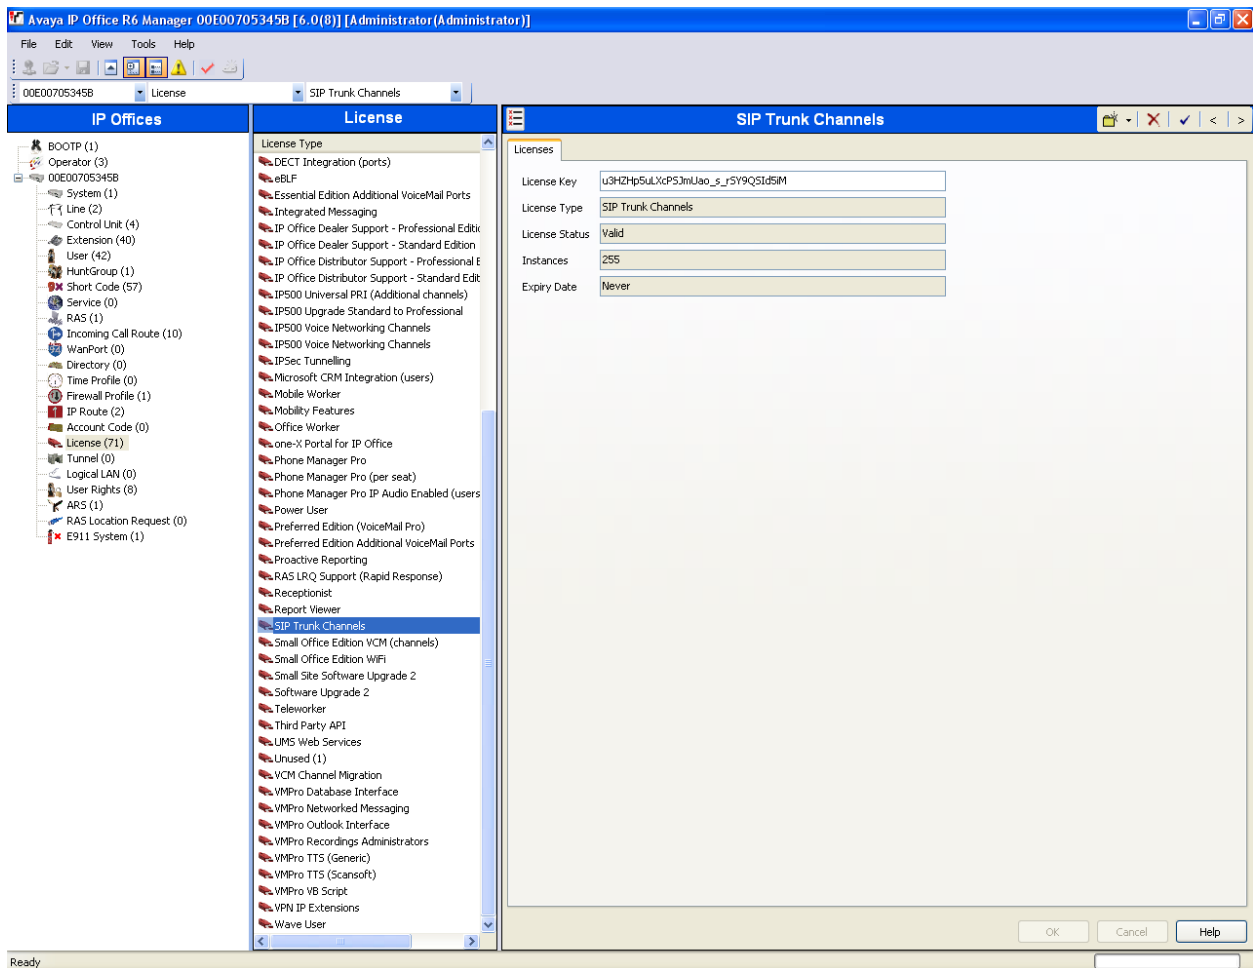 Avaya IP Office R6 Manager 00E00705345B [6.0(8)] [Administrator(Administrator)]
File Edit View Tools Help
00E00705345B License SIP Trunk Channels
IP Offices
BOOTP (1)
Operator (3)
00E00705345B
System (1)
Line (2)
Control Unit (4)
Extension (40)
User (42)
HuntGroup (1)
Short Code (57)
Service (0)
RAS (1)
Incoming Call Route (10)
WanPort (0)
Directory (0)
Time Profile (0)
Firewall Profile (1)
IP Route (2)
Account Code (0)
License (71)
Tunnel (0)
Logical LAN (0)
User Rights (8)
ARS (1)
RAS Location Request (0)
E911 System (1)
License
License Type
DECT Integration (ports)
eBLF
Essential Edition Additional VoiceMail Ports
Integrated Messaging
IP Office Dealer Support - Professional Editic
IP Office Dealer Support - Standard Edition
IP Office Distributor Support - Professional E
IP Office Distributor Support - Standard Edit
IP500 Universal PRI (Additional channels)
IP500 Upgrade Standard to Professional
IP500 Voice Networking Channels
IP500 Voice Networking Channels
IPSec Tunnelling
Microsoft CRM Integration (users)
Mobile Worker
Mobility Features
Office Worker
one-X Portal for IP Office
Phone Manager Pro
Phone Manager Pro (per seat)
Phone Manager Pro IP Audio Enabled (users
Power User
Preferred Edition (VoiceMail Pro)
Preferred Edition Additional VoiceMail Ports
Proactive Reporting
RAS LRQ Support (Rapid Response)
Receptionist
Report Viewer
SIP Trunk Channels
Small Office Edition VCM (channels)
Small Office Edition WiFi
Small Site Software Upgrade 2
Software Upgrade 2
Teleworker
Third Party API
UMS Web Services
Unused (1)
VCM Channel Migration
VMPro Database Interface
VMPro Networked Messaging
VMPro Outlook Interface
VMPro Recordings Administrators
VMPro TTS (Generic)
VMPro TTS (Scansoft)
VMPro VB Script
VPN IP Extensions
Wave User
SIP Trunk Channels
Licenses
License Key u3HZHp5uLXcPSJmUao_s_rSY9QSId5iM
License Type SIP Trunk Channels
License Status Valid
Instances 255
Expiry Date Never
OK Cancel Help
Ready